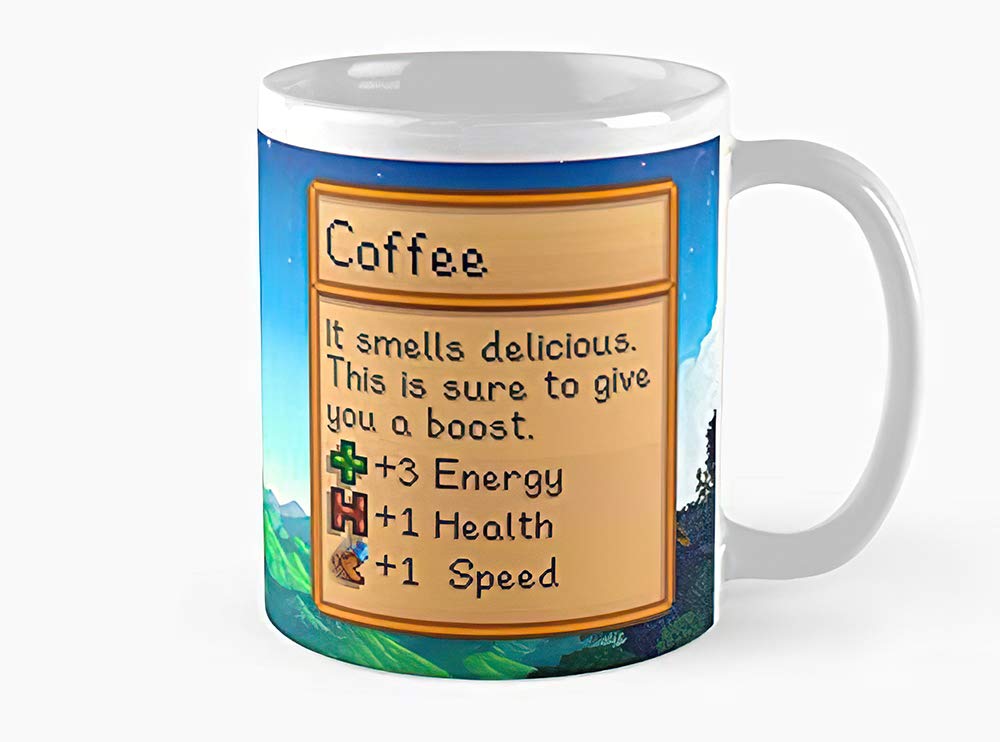 Coffee
It smells delicious.
This is sure to give
you a boost.
+3 Energy
H +1 Health
+1 Speed